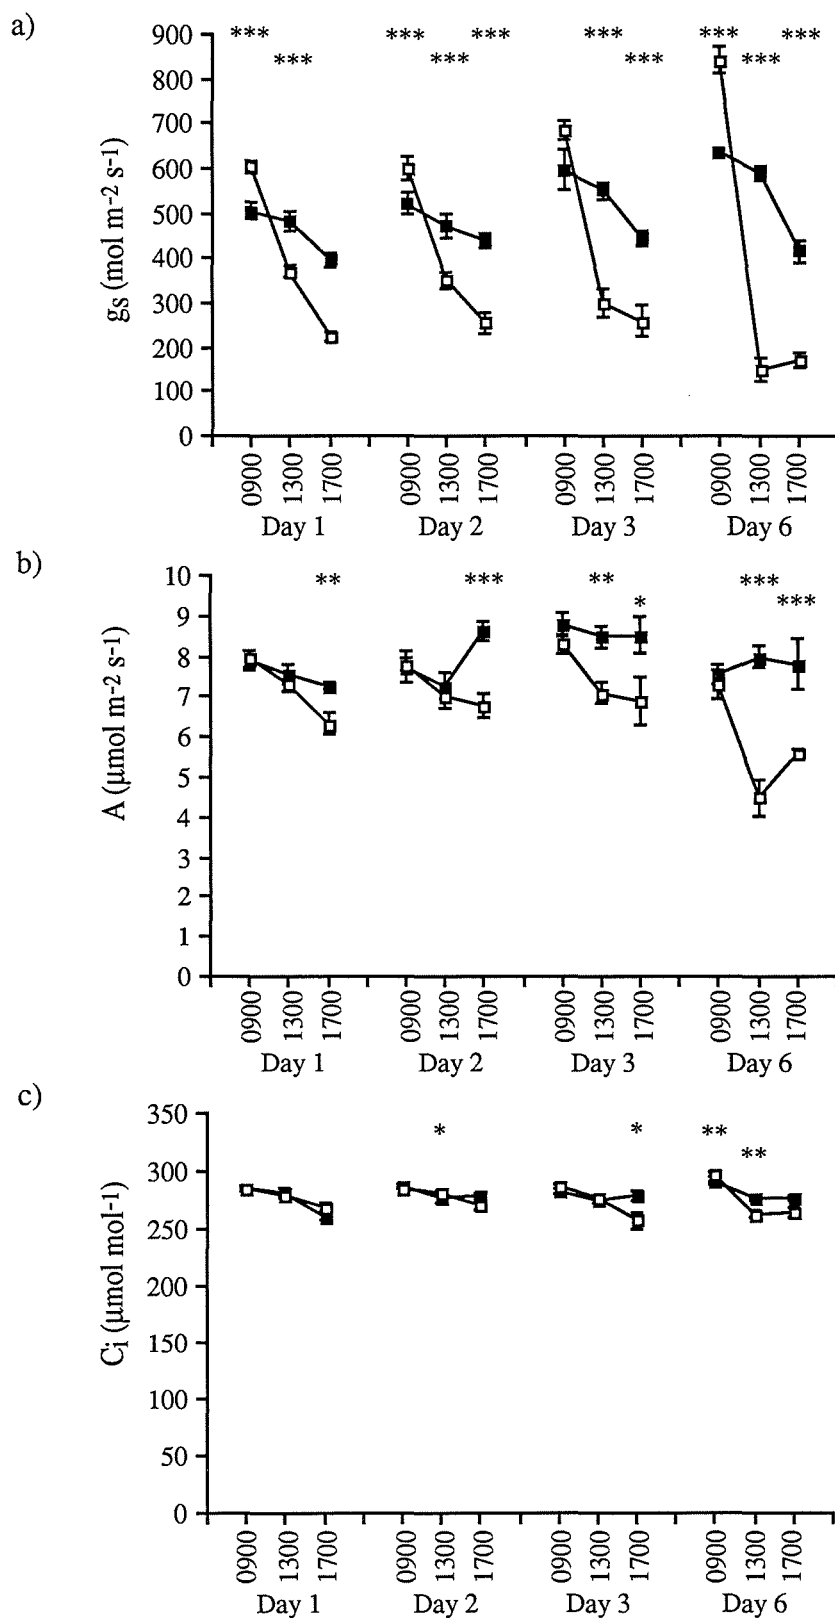 a)
*** *** *** *** *** ***
*** *** *** ***
900
800
700
600
500
400
300
200
100
0
gs (mol m-2 s-1)
0900 1300 1700 0900 1300 1700 0900 1300 1700 0900 1300 1700
Day 1 Day 2 Day 3 Day 6
b)
** *** ** ***
* ***
10
9
8
7
6
5
4
3
2
1
0
A (µmol m-2 s-1)
0900 1300 1700 0900 1300 1700 0900 1300 1700 0900 1300 1700
Day 1 Day 2 Day 3 Day 6
c)
* * **
**
350
300
250
200
150
100
50
0
Ci (µmol mol-1)
0900 1300 1700 0900 1300 1700 0900 1300 1700 0900 1300 1700
Day 1 Day 2 Day 3 Day 6